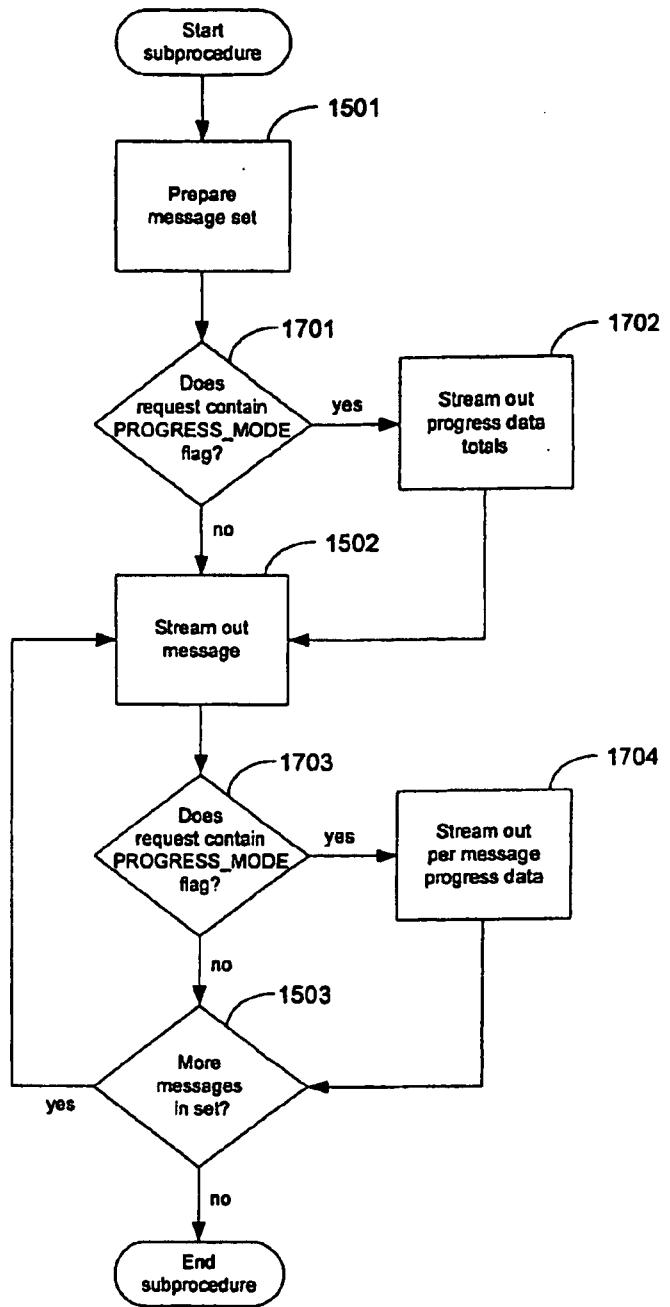 Start
subprocedure
1501
Prepare
message set
1701
Does
request contain
PROGRESS_MODE
flag?
yes
1702
Stream out
progress data
totals
no
1502
Stream out
message
1703
Does
request contain
PROGRESS_MODE
flag?
yes
1704
Stream out
per message
progress data
no
1503
More
messages
in set?
yes
no
End
subprocedure